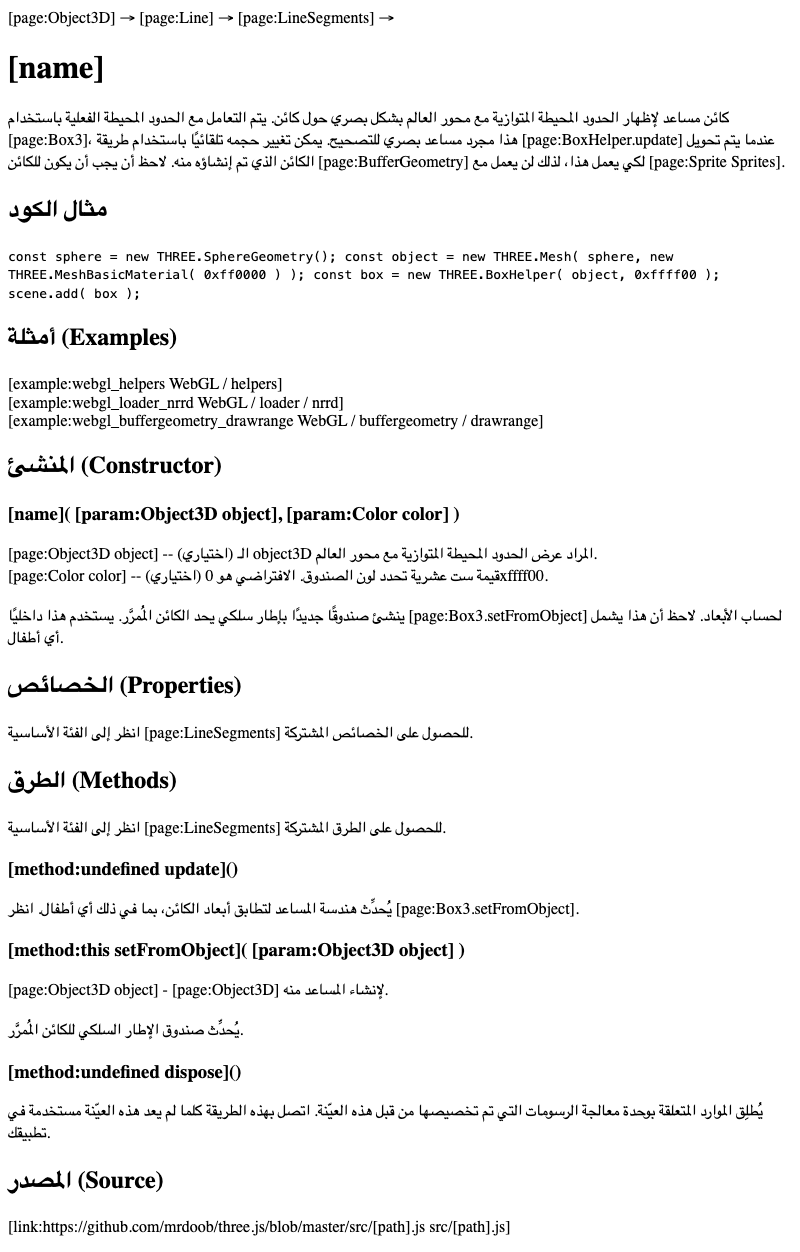 [page:Object3D] → [page:Line] → [page:LineSegments] →
[name]
كائن مساعد لإظهار الحدود المحيطة المتوازية مع محور العالم بشكل بصري حول كائن. يتم التعامل مع الحدود المحيطة الفعلية باستخدام
[page:Box3]، هذا مجرد مساعد بصري للتصحيح. يمكن تغيير حجمه تلقائيًا باستخدام طريقة [page:BoxHelper.update] عندما يتم تحويل
الكائن الذي تم إنشاؤه منه. لاحظ أن يجب أن يكون للكائن [page:BufferGeometry] لكي يعمل هذا، لذلك لن يعمل مع [page:Sprite Sprites].
مثال الكود
const sphere = new THREE.SphereGeometry(); const object = new THREE.Mesh( sphere, new
THREE.MeshBasicMaterial( 0xff0000 ) ); const box = new THREE.BoxHelper( object, 0xffff00 );
scene.add( box );
أمثلة (Examples)
[example:webgl_helpers WebGL / helpers]
[example:webgl_loader_nrrd WebGL / loader / nrrd]
[example:webgl_buffergeometry_drawrange WebGL / buffergeometry / drawrange]
المنشئ (Constructor)
[name]( [param:Object3D object], [param:Color color] )
[page:Object3D object] -- (اختياري) الـ object3D المراد عرض الحدود المحيطة المتوازية مع محور العالم.
[page:Color color] -- (اختياري) قيمة ست عشرية تحدد لون الصندوق. الافتراضي هو 0xffff00.
ينشئ صندوقًا جديدًا بإطار سلكي يحد الكائن المُمرَّر. يستخدم هذا داخليًا [page:Box3.setFromObject] لحساب الأبعاد. لاحظ أن هذا يشمل
أي أطفال.
الخصائص (Properties)
انظر إلى الفئة الأساسية [page:LineSegments] للحصول على الخصائص المشتركة.
الطرق (Methods)
انظر إلى الفئة الأساسية [page:LineSegments] للحصول على الطرق المشتركة.
[method:undefined update]()
يُحدِّث هندسة المساعد لتطابق أبعاد الكائن، بما في ذلك أي أطفال. انظر [page:Box3.setFromObject].
[method:this setFromObject]( [param:Object3D object] )
[page:Object3D object] - [page:Object3D] لإنشاء المساعد منه.
يُحدِّث صندوق الإطار السلكي للكائن المُمرَّر.
[method:undefined dispose]()
يُطلِق الموارد المتعلقة بوحدة معالجة الرسومات التي تم تخصيصها من قبل هذه العيّنة. اتصل بهذه الطريقة كلما لم يعد هذه العيّنة مستخدمة في
تطبيقك.
المصدر (Source)
[link:https://github.com/mrdoob/three.js/blob/master/src/[path].js src/[path].js]